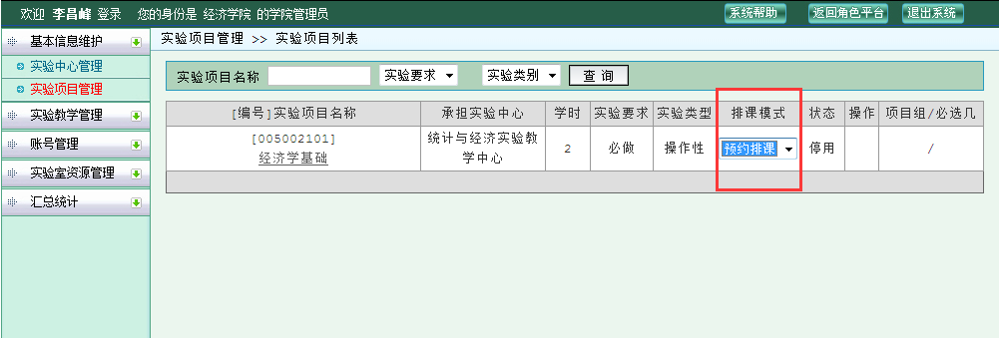 欢迎 李昌峰 登录 您的身份是 经济学院 的学院管理员
系统帮助 返回角色平台 退出系统
基本信息维护
实验中心管理
实验项目管理
实验教学管理
账号管理
实验室资源管理
汇总统计
实验项目管理 >> 实验项目列表
实验项目名称 实验要求 实验类别 查 询
[编号]实验项目名称 承担实验中心 学时 实验要求 实验类型 排课模式 状态 操作 项目组/必选几
[005002101]
经济学基础
统计与经济实验教
学中心
2 必做 操作性 预约排课 停用 /